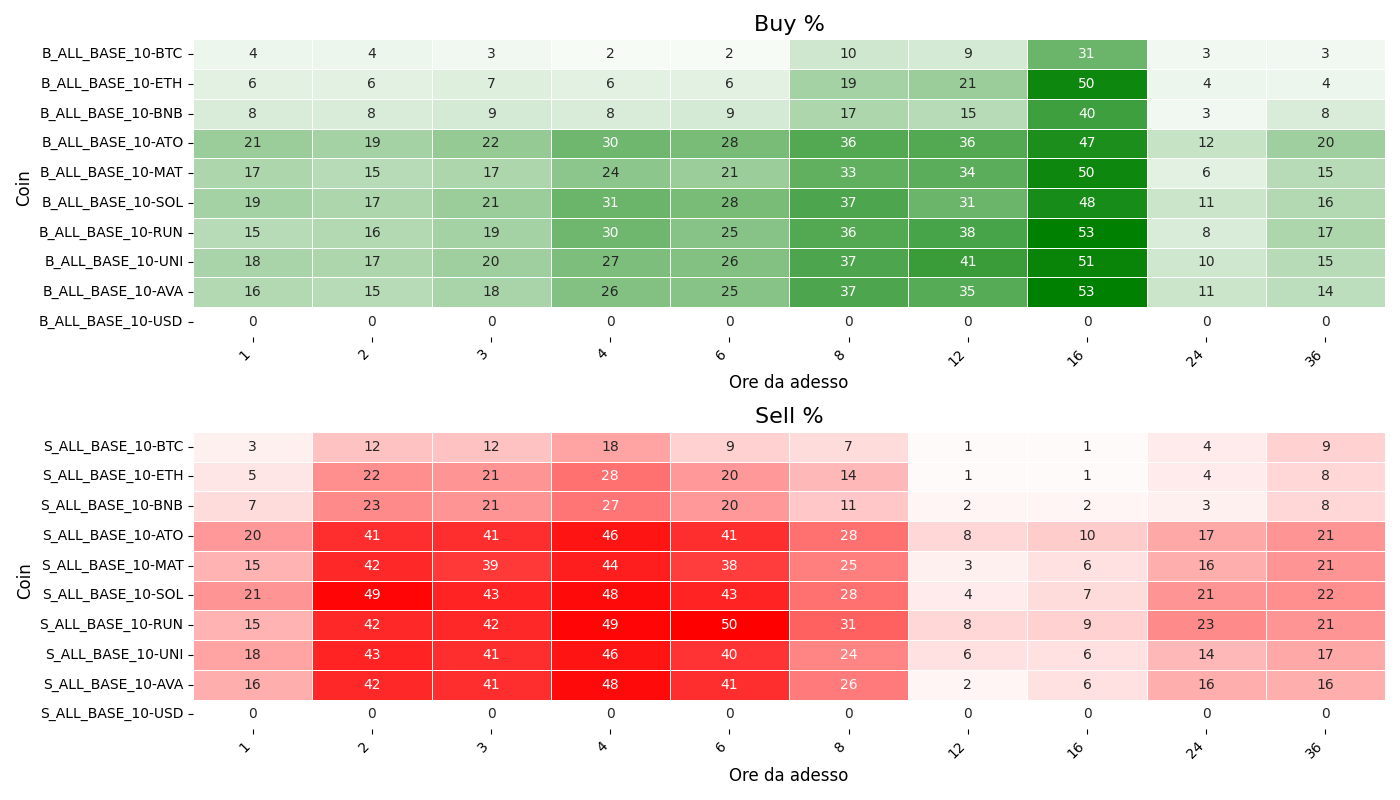 Buy %
Coin
B_ALL_BASE_10-BTC 4 4 3 2 2 10 9 31 3 3
B_ALL_BASE_10-ETH 6 6 7 6 6 19 21 50 4 4
B_ALL_BASE_10-BNB 8 8 9 8 9 17 15 40 3 8
B_ALL_BASE_10-ATO 21 19 22 30 28 36 36 47 12 20
B_ALL_BASE_10-MAT 17 15 17 24 21 33 34 50 6 15
B_ALL_BASE_10-SOL 19 17 21 31 28 37 31 48 11 16
B_ALL_BASE_10-RUN 15 16 19 30 25 36 38 53 8 17
B_ALL_BASE_10-UNI 18 17 20 27 26 37 41 51 10 15
B_ALL_BASE_10-AVA 16 15 18 26 25 37 35 53 11 14
B_ALL_BASE_10-USD 0 0 0 0 0 0 0 0 0 0
1 2 3 4 6 8 12 16 24 36
Ore da adesso
Sell %
Coin
S_ALL_BASE_10-BTC 3 12 12 18 9 7 1 1 4 9
S_ALL_BASE_10-ETH 5 22 21 28 20 14 1 1 4 8
S_ALL_BASE_10-BNB 7 23 21 27 20 11 2 2 3 8
S_ALL_BASE_10-ATO 20 41 41 46 41 28 8 10 17 21
S_ALL_BASE_10-MAT 15 42 39 44 38 25 3 6 16 21
S_ALL_BASE_10-SOL 21 49 43 48 43 28 4 7 21 22
S_ALL_BASE_10-RUN 15 42 42 49 50 31 8 9 23 21
S_ALL_BASE_10-UNI 18 43 41 46 40 24 6 6 14 17
S_ALL_BASE_10-AVA 16 42 41 48 41 26 2 6 16 16
S_ALL_BASE_10-USD 0 0 0 0 0 0 0 0 0 0
1 2 3 4 6 8 12 16 24 36
Ore da adesso